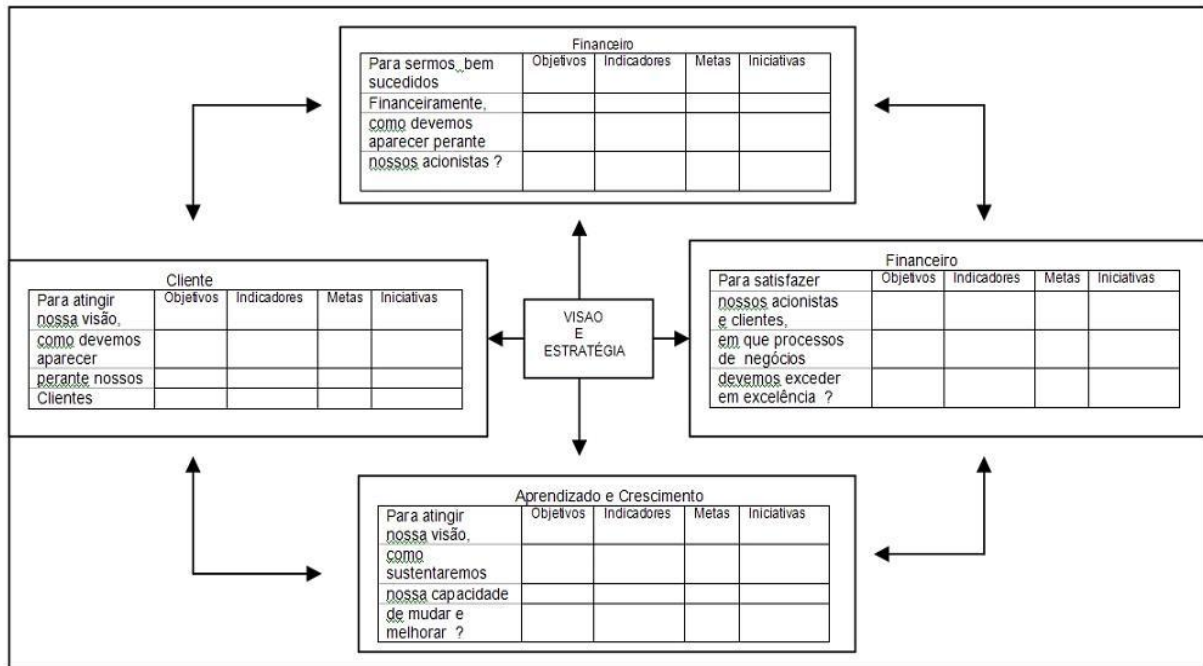 Financeiro
Para sermos bem
sucedidos
Financeiramente,
como devemos
aparecer perante
nossos acionistas ?
Objetivos Indicadores Metas Iniciativas
Cliente
Para atingir
nossa visão,
como devemos
aparecer
perante nossos
Clientes
Objetivos Indicadores Metas Iniciativas
VISAO
E
ESTRATÉGIA
Financeiro
Para satisfazer
nossos acionistas
e clientes,
em que processos
de negócios
devemos exceder
em excelência ?
Objetivos Indicadores Metas Iniciativas
Aprendizado e Crescimento
Para atingir
nossa visão,
como
sustentaremos
nossa capacidade
de mudar e
melhorar ?
Objetivos Indicadores Metas Iniciativas